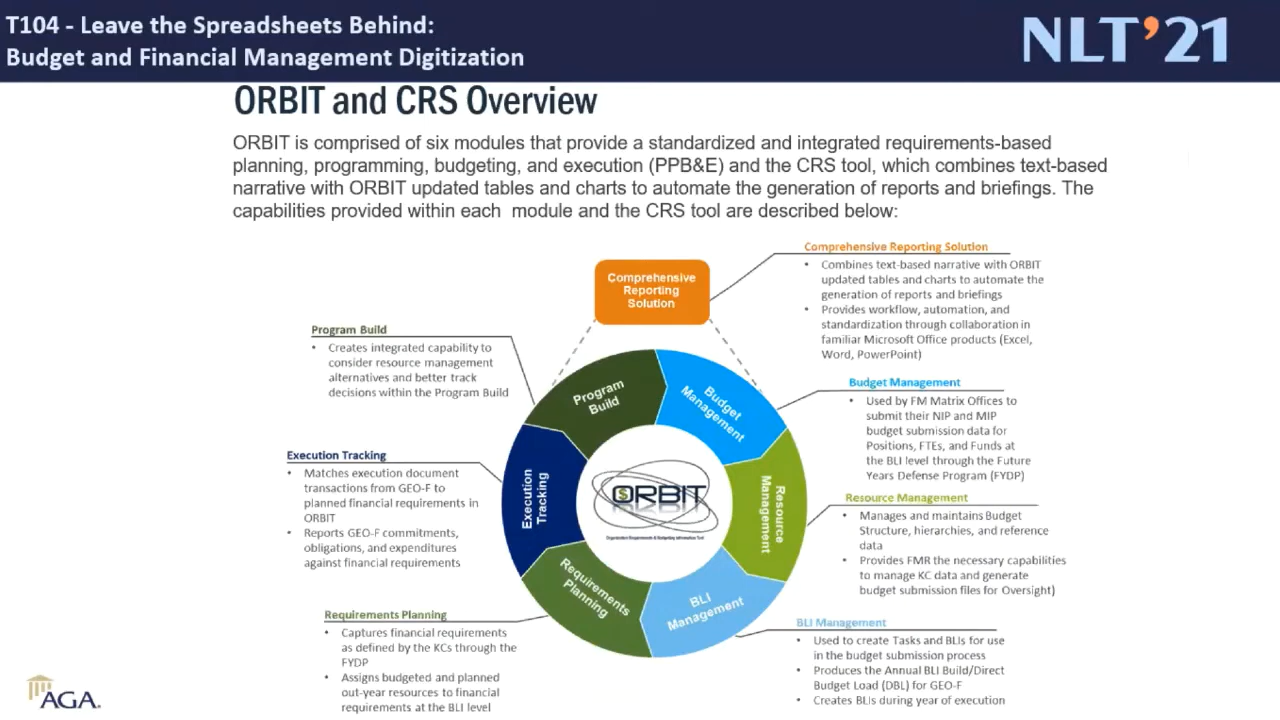 T104 - Leave the Spreadsheets Behind:
Budget and Financial Management Digitization
NLT'21
ORBIT and CRS Overview
ORBIT is comprised of six modules that provide a standardized and integrated requirements-based
planning, programming, budgeting, and execution (PPB&E) and the CRS tool, which combines text-based
narrative with ORBIT updated tables and charts to automate the generation of reports and briefings. The
capabilities provided within each module and the CRS tool are described below:
Comprehensive
Reporting
Solution
Comprehensive Reporting Solution
• Combines text-based narrative with ORBIT
updated tables and charts to automate the
generation of reports and briefings
• Provides workflow, automation, and
standardization through collaboration in
familiar Microsoft Office products (Excel,
Word, PowerPoint)
Program Build
• Creates integrated capability to
consider resource management
alternatives and better track
decisions within the Program Build
Budget Management
• Used by FM Matrix Offices to
submit their NIP and MIP
budget submission data for
Positions, FTEs, and Funds at
the BLI level through the Future
Years Defense Program (FYDP)
Execution Tracking
• Matches execution document
transactions from GEO-F to
planned financial requirements in
ORBIT
• Reports GEO-F commitments,
obligations, and expenditures
against financial requirements
Resource Management
• Manages and maintains Budget
Structure, hierarchies, and reference
data
• Provides FMR the necessary capabilities
to manage KC data and generate
budget submission files for Oversight)
Requirements Planning
• Captures financial requirements
as defined by the KCs through the
FYDP
• Assigns budgeted and planned
out-year resources to financial
requirements at the BLI level
BLI Management
• Used to create Tasks and BLIs for use
in the budget submission process
• Produces the Annual BLI Build/Direct
Budget Load (DBL) for GEO-F
• Creates BLIs during year of execution
Program
Build
Budget
Management
Resource
Management
BLI
Management
Requirements
Planning
Execution
Tracking
ORBIT
Organization Requirements & Budgeting Information Tool
AGA